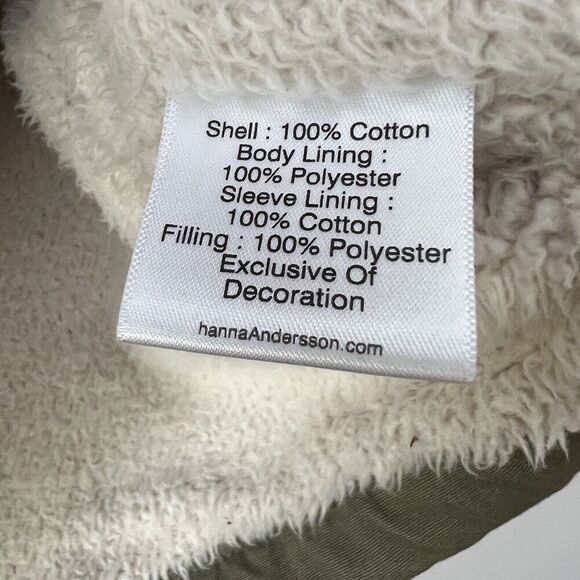 Shell : 100% Cotton
Body Lining :
100% Polyester
Sleeve Lining :
100% Cotton
Filling : 100% Polyester
Exclusive Of
Decoration
hannaAndersson.com